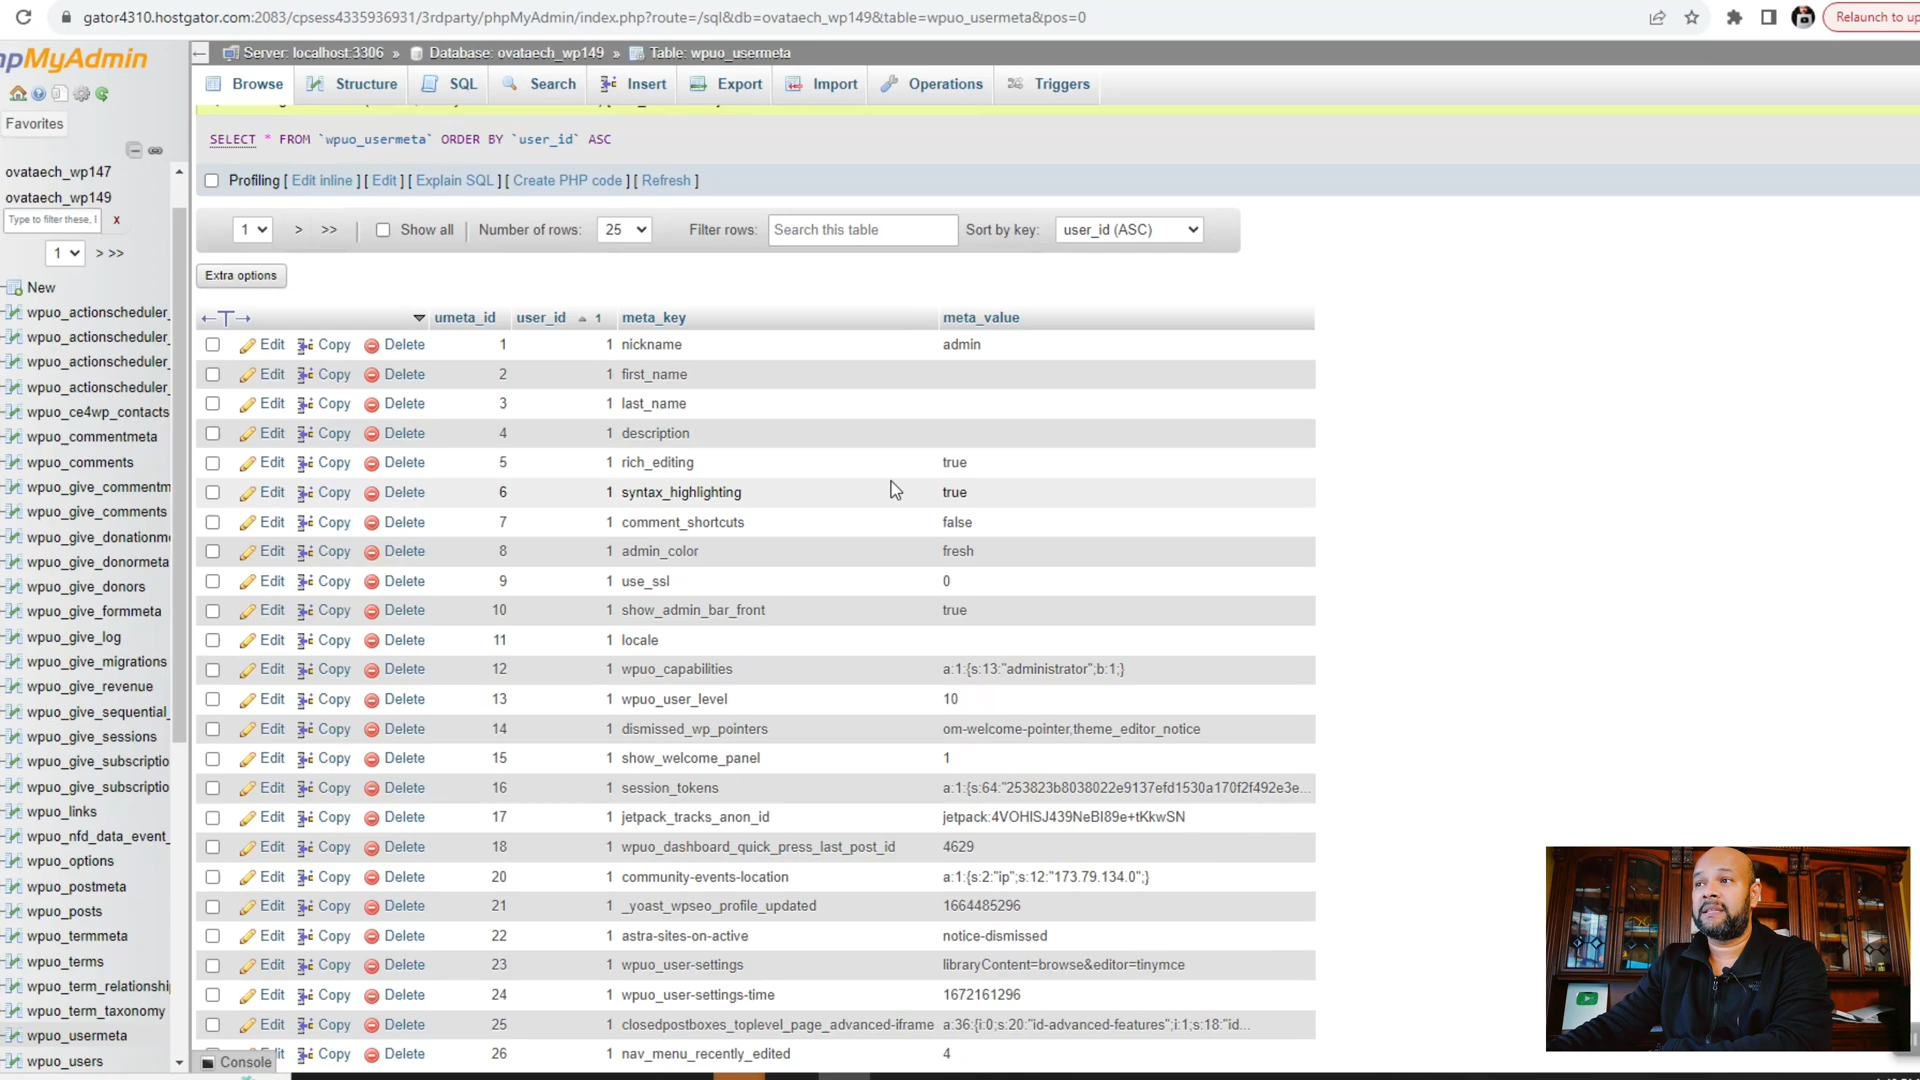 gator4310.hostgator.com:2083/cpsess4335936931/3rdparty/phpMyAdmin/index.php?route=/sql&db=ovataech_wp149&table=wpuo_usermeta&pos=0
Relaunch to up
hpMyAdmin
Favorites
ovataech_wp147
ovataech_wp149
Type to filter these, x
1 > >>
New
wpuo_actionscheduler_
wpuo_actionscheduler_
wpuo_actionscheduler_
wpuo_actionscheduler_
wpuo_ce4wp_contacts
wpuo_commentmeta
wpuo_comments
wpuo_give_commentm
wpuo_give_comments
wpuo_give_donationm
wpuo_give_donormeta
wpuo_give_donors
wpuo_give_formmeta
wpuo_give_log
wpuo_give_migrations
wpuo_give_revenue
wpuo_give_sequential_
wpuo_give_sessions
wpuo_give_subscriptio
wpuo_give_subscriptio
wpuo_links
wpuo_nfd_data_event_
wpuo_options
wpuo_postmeta
wpuo_posts
wpuo_termmeta
wpuo_terms
wpuo_term_relationshi
wpuo_term_taxonomy
wpuo_usermeta
wpuo_users
Server: localhost:3306 » Database: ovataech_wp149 » Table: wpuo_usermeta
Browse Structure SQL Search Insert Export Import Operations Triggers
SELECT * FROM `wpuo_usermeta` ORDER BY `user_id` ASC
Profiling [ Edit inline ] [ Edit ] [ Explain SQL ] [ Create PHP code ] [ Refresh ]
1 > >> Show all Number of rows: 25 Filter rows: Search this table Sort by key: user_id (ASC)
Extra options
←T→ umeta_id user_id 1 meta_key meta_value
Edit Copy Delete 1 1 nickname admin
Edit Copy Delete 2 1 first_name
Edit Copy Delete 3 1 last_name
Edit Copy Delete 4 1 description
Edit Copy Delete 5 1 rich_editing true
Edit Copy Delete 6 1 syntax_highlighting true
Edit Copy Delete 7 1 comment_shortcuts false
Edit Copy Delete 8 1 admin_color fresh
Edit Copy Delete 9 1 use_ssl 0
Edit Copy Delete 10 1 show_admin_bar_front true
Edit Copy Delete 11 1 locale
Edit Copy Delete 12 1 wpuo_capabilities a:1:{s:13:"administrator";b:1;}
Edit Copy Delete 13 1 wpuo_user_level 10
Edit Copy Delete 14 1 dismissed_wp_pointers om-welcome-pointer,theme_editor_notice
Edit Copy Delete 15 1 show_welcome_panel 1
Edit Copy Delete 16 1 session_tokens a:1:{s:64:"253823b8038022e9137efd1530a170f2f492e3e...
Edit Copy Delete 17 1 jetpack_tracks_anon_id jetpack:4VOHISJ439NeBI89e+tKkwSN
Edit Copy Delete 18 1 wpuo_dashboard_quick_press_last_post_id 4629
Edit Copy Delete 20 1 community-events-location a:1:{s:2:"ip";s:12:"173.79.134.0";}
Edit Copy Delete 21 1 _yoast_wpseo_profile_updated 1664485296
Edit Copy Delete 22 1 astra-sites-on-active notice-dismissed
Edit Copy Delete 23 1 wpuo_user-settings libraryContent=browse&editor=tinymce
Edit Copy Delete 24 1 wpuo_user-settings-time 1672161296
Edit Copy Delete 25 1 closedpostboxes_toplevel_page_advanced-iframe a:36:{i:0;s:20:"id-advanced-features";i:1;s:18:"id...
Edit Copy Delete 26 1 nav_menu_recently_edited 4
Console